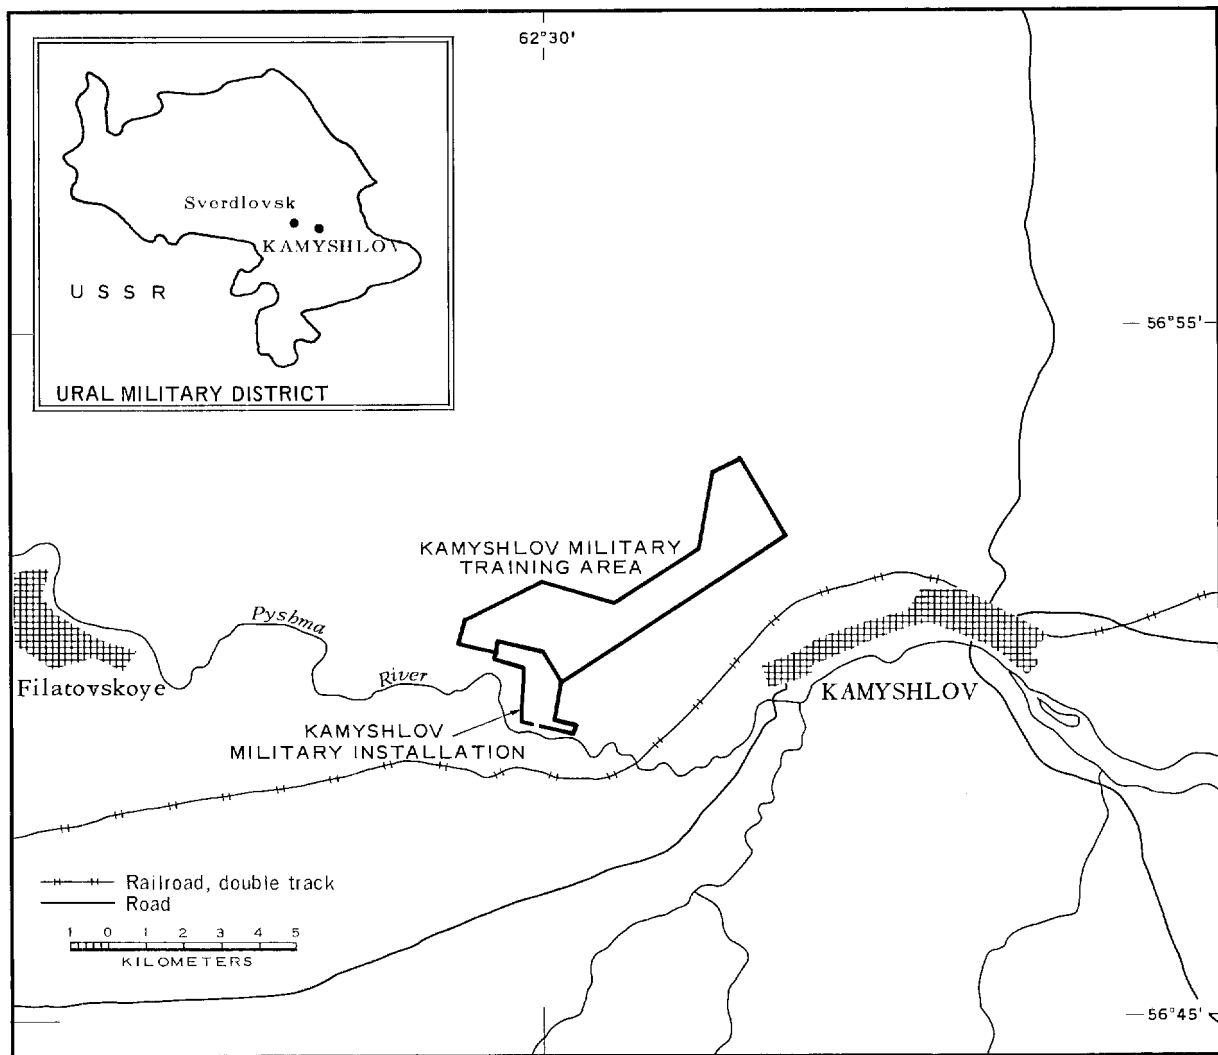 62°30'
Sverdlovsk
KAMYSHLOV
USSR
URAL MILITARY DISTRICT
56°55'
KAMYSHLOV MILITARY
TRAINING AREA
Pyshma
River
Filatovskoye
KAMYSHLOV
KAMYSHLOV
MILITARY INSTALLATION
Railroad, double track
Road
1 0 1 2 3 4 5
KILOMETERS
56°45'